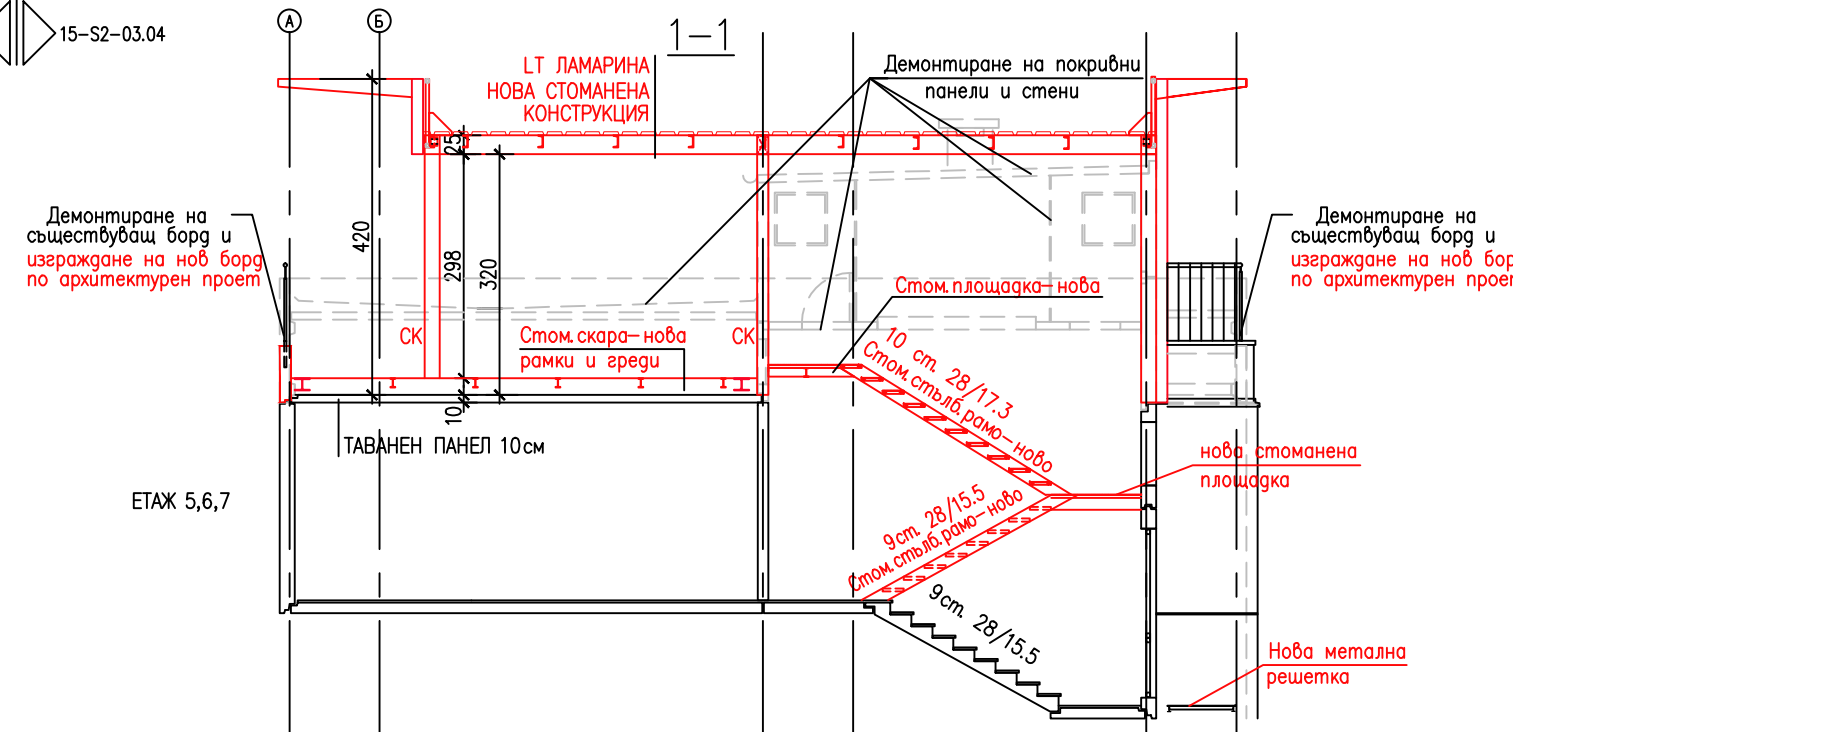 А
Б
15-S2-03.04
1-1
LT ЛАМАРИНА
НОВА СТОМАНЕНА
КОНСТРУКЦИЯ
Демонтиране на покривни
панели и стени
25
420
298
320
10
Демонтиране на
съществуващ борд и
изграждане на нов борд
по архитектурен проет
Демонтиране на
съществуващ борд и
изграждане на нов бор
по архитектурен прое
СК
Стом.скара-нова
рамки и греди
СК
Стом.площадка-нова
10 ст. 28/17.3
Стом.стълб.рамо-ново
ТАВАНЕН ПАНЕЛ 10см
ЕТАЖ 5,6,7
нова стоманена
площадка
9ст. 28/15.5
Стом.стълб.рамо-ново
9ст. 28/15.5
Нова метална
решетка